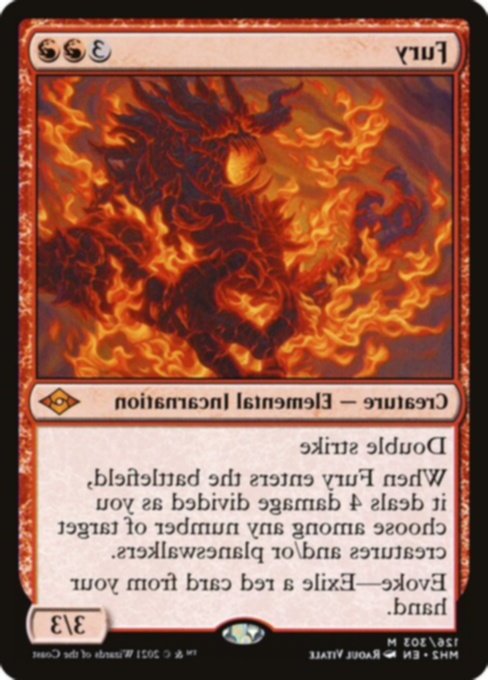 Fury 3
Creature — Elemental Incarnation
Double strike
When Fury enters the battlefield,
it deals 4 damage divided as you
choose among any number of target
creatures and/or planeswalkers.
Evoke—Exile a red card from your
hand.
3/3
126/303 M
MH2 • EN Raoul Vitale
™ & © 2021 Wizards of the Coast